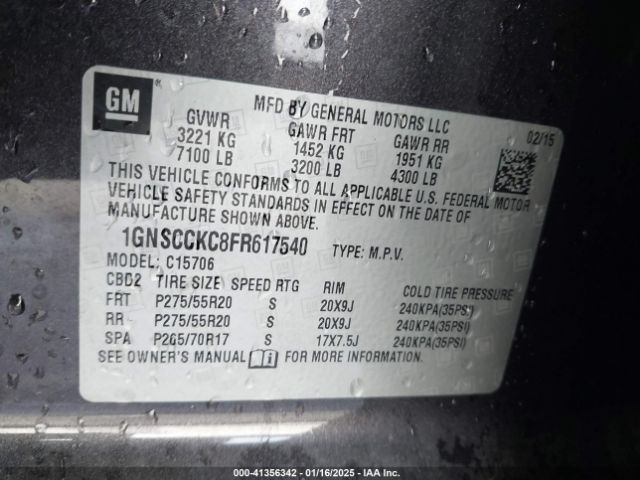 GM
MFD BY GENERAL MOTORS LLC
02/15
GVWR GAWR FRT GAWR RR
3221 KG 1452 KG 1951 KG
7100 LB 3200 LB 4300 LB
THIS VEHICLE CONFORMS TO ALL APPLICABLE U.S. FEDERAL MOTOR
VEHICLE SAFETY STANDARDS IN EFFECT ON THE DATE OF
MANUFACTURE SHOWN ABOVE.
1GNSCCKC8FR617540 TYPE: M.P.V.
MODEL: C15706
CBD2 TIRE SIZE SPEED RTG RIM COLD TIRE PRESSURE
FRT P275/55R20 S 20X9J 240KPA(35PSI)
RR P275/55R20 S 20X9J 240KPA(35PSI)
SPA P265/70R17 S 17X7.5J 240KPA(35PSI)
SEE OWNER'S MANUAL FOR MORE INFORMATION.
000-41356342 - 01/16/2025 - IAA Inc.